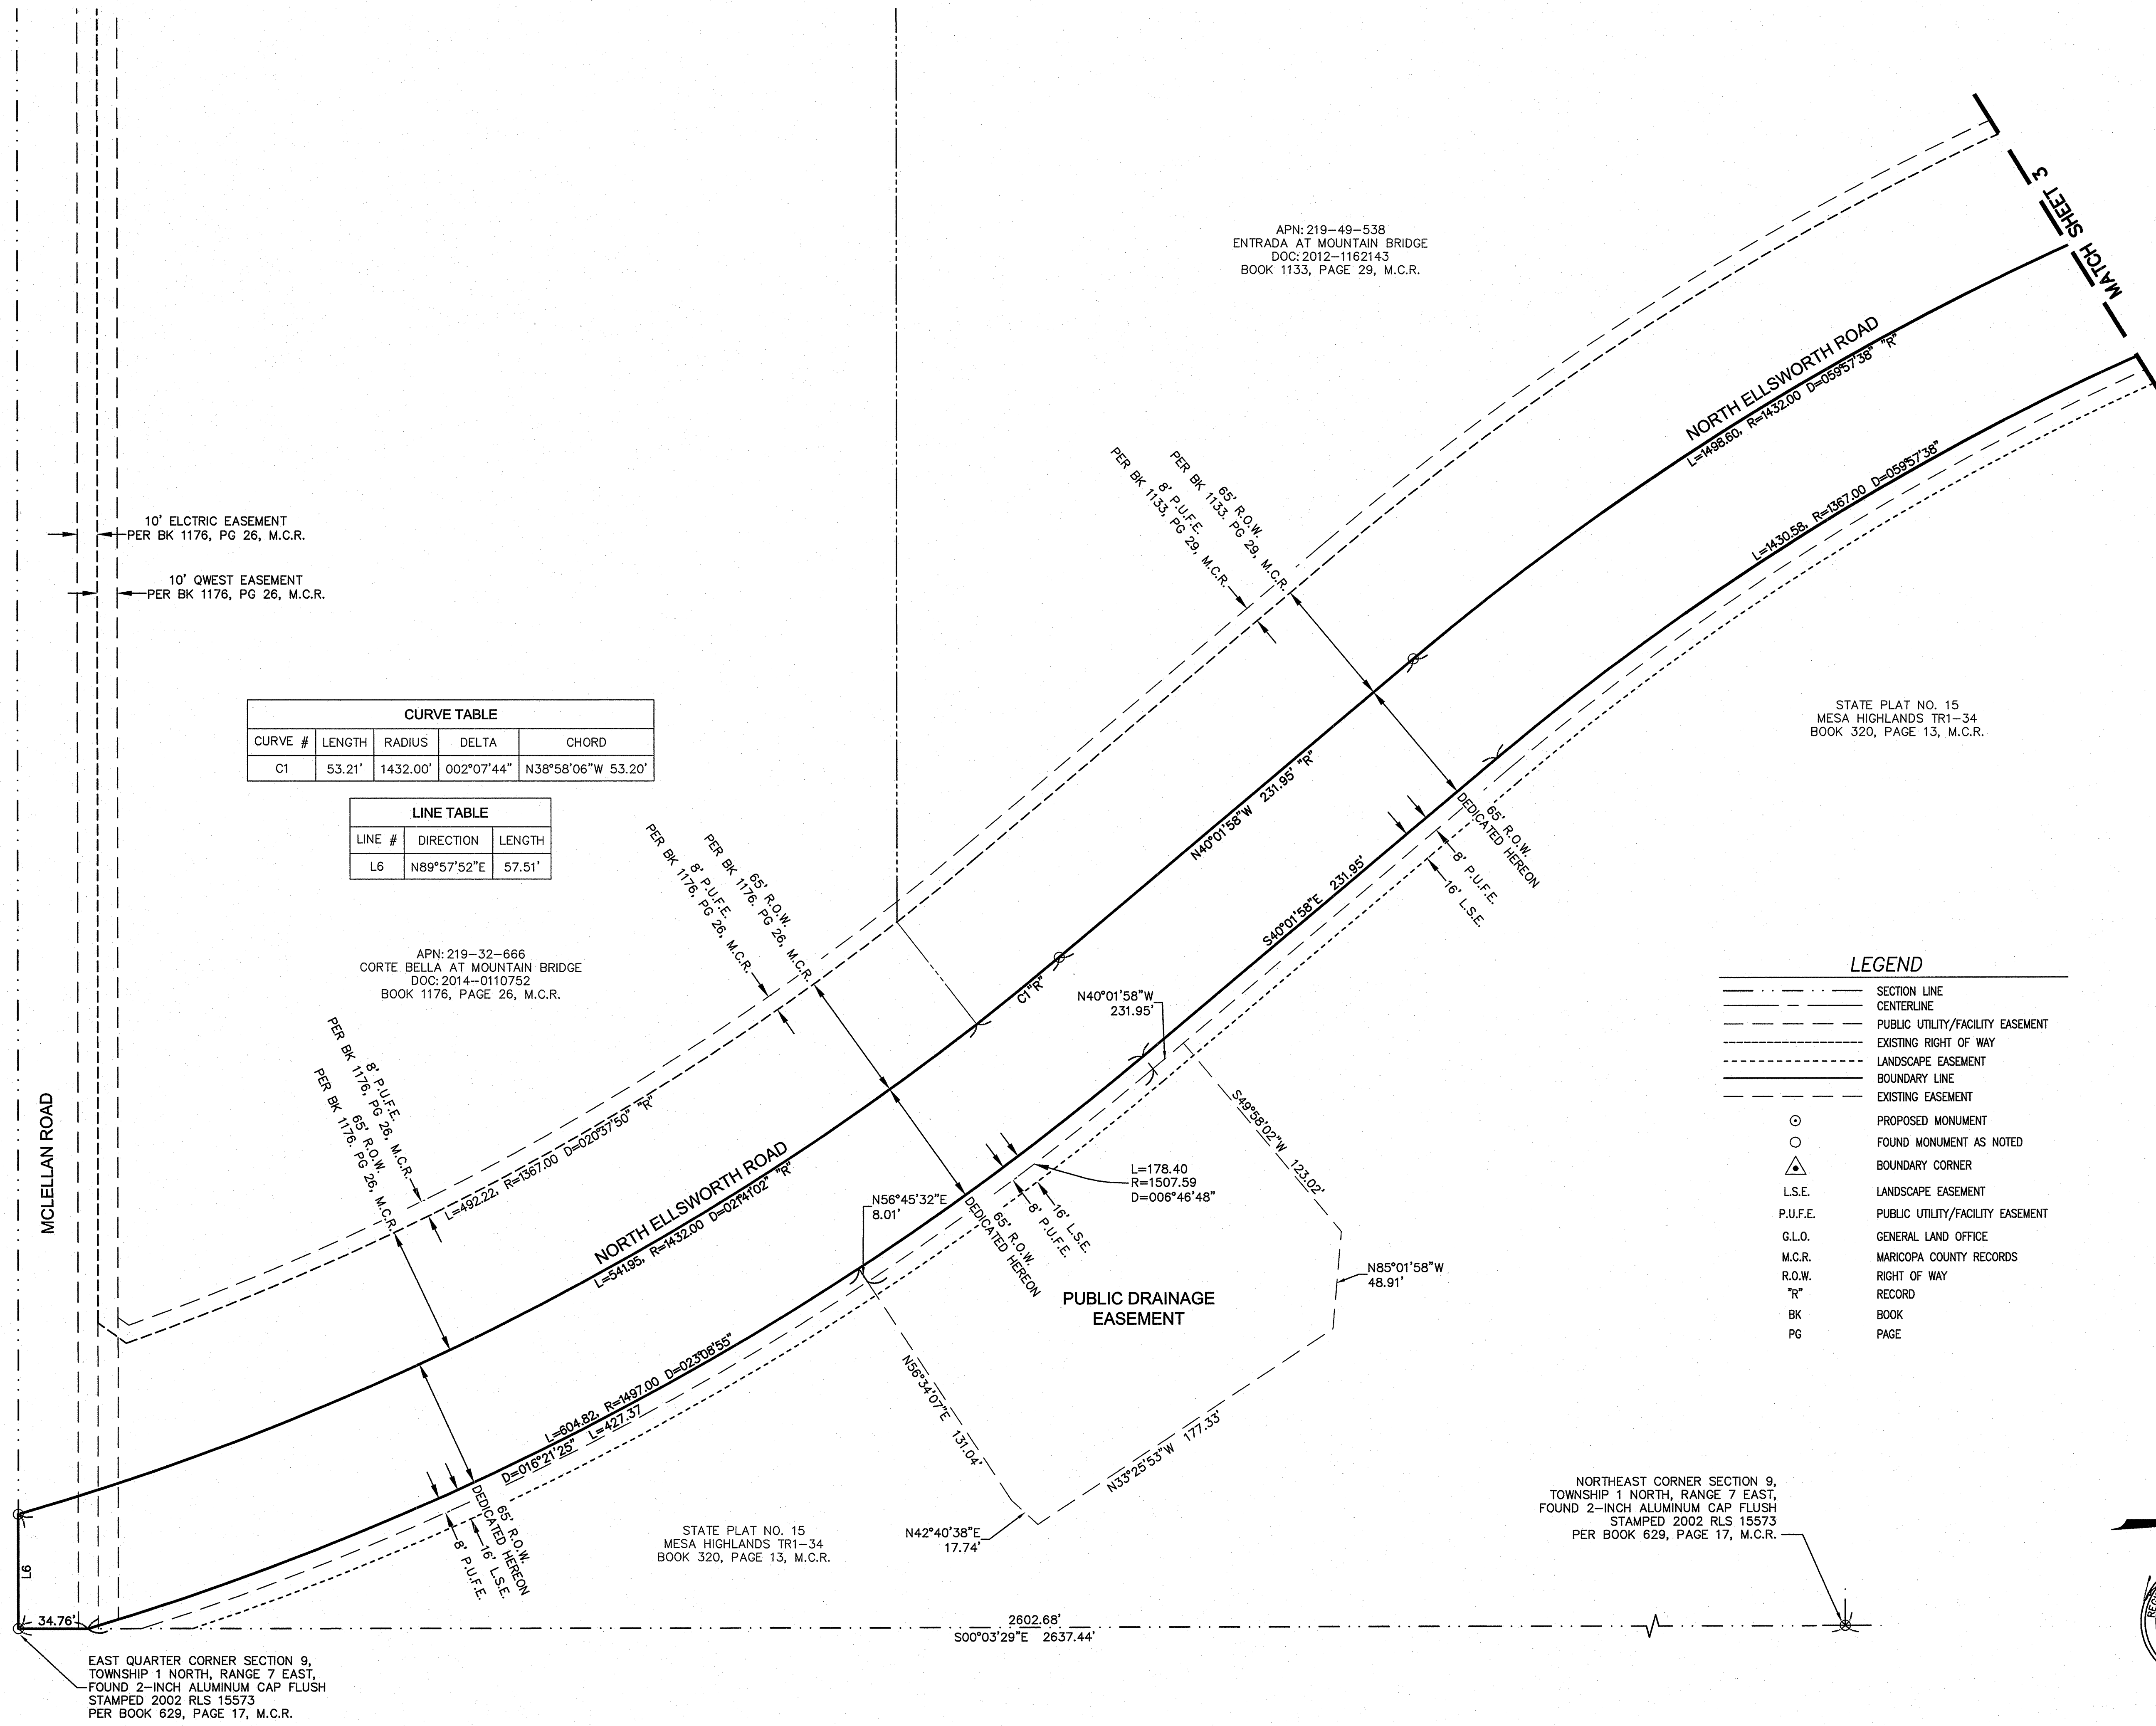 MATCH SHEET 3
APN: 219-49-538
ENTRADA AT MOUNTAIN BRIDGE
DOC: 2012-1162143
BOOK 1133, PAGE 29, M.C.R.
NORTH ELLSWORTH ROAD
L=1498.60, R=1432.00 D=059°57'38" "R"
L=1430.58, R=1367.00 D=059°57'38"
65' R.O.W.
PER BK 1133. PG 29, M.C.R.
8' P.U.F.E.
PER BK 1133, PG 29, M.C.R.
10' ELCTRIC EASEMENT
PER BK 1176, PG 26, M.C.R.
10' QWEST EASEMENT
PER BK 1176, PG 26, M.C.R.
CURVE TABLE
CURVE # LENGTH RADIUS DELTA CHORD
C1 53.21' 1432.00' 002°07'44" N38°58'06"W 53.20'
LINE TABLE
LINE # DIRECTION LENGTH
L6 N89°57'52"E 57.51'
STATE PLAT NO. 15
MESA HIGHLANDS TR1-34
BOOK 320, PAGE 13, M.C.R.
N40°01'58"W 231.95' "R"
S40°01'58"E 231.95'
65' R.O.W.
DEDICATED HEREON
8' P.U.F.E.
16' L.S.E.
65' R.O.W.
PER BK 1176. PG 26, M.C.R.
8' P.U.F.E.
PER BK 1176, PG 26, M.C.R.
APN: 219-32-666
CORTE BELLA AT MOUNTAIN BRIDGE
DOC: 2014-0110752
BOOK 1176, PAGE 26, M.C.R.
C1 "R"
N40°01'58"W
231.95'
8' P.U.F.E.
PER BK 1176, PG 26, M.C.R.
65' R.O.W.
PER BK 1176. PG 26, M.C.R.
L=492.22, R=1367.00 D=020°37'50" "R"
MCLELLAN ROAD
NORTH ELLSWORTH ROAD
L=541.95, R=1432.00 D=021°41'02" "R"
S49°58'02"W 123.02'
L=178.40
R=1507.59
D=006°46'48"
N56°45'32"E
8.01'
16' L.S.E.
8' P.U.F.E.
65' R.O.W.
DEDICATED HEREON
PUBLIC DRAINAGE
EASEMENT
N85°01'58"W
48.91'
L=604.82, R=1497.00 D=023°08'55"
D=016°21'25" L=427.37
N56°34'07"E 131.04'
N33°25'53"W 177.33'
N42°40'38"E
17.74'
65' R.O.W.
DEDICATED HEREON
16' L.S.E.
8' P.U.F.E.
STATE PLAT NO. 15
MESA HIGHLANDS TR1-34
BOOK 320, PAGE 13, M.C.R.
LEGEND
SECTION LINE
CENTERLINE
PUBLIC UTILITY/FACILITY EASEMENT
EXISTING RIGHT OF WAY
LANDSCAPE EASEMENT
BOUNDARY LINE
EXISTING EASEMENT
PROPOSED MONUMENT
FOUND MONUMENT AS NOTED
BOUNDARY CORNER
L.S.E. LANDSCAPE EASEMENT
P.U.F.E. PUBLIC UTILITY/FACILITY EASEMENT
G.L.O. GENERAL LAND OFFICE
M.C.R. MARICOPA COUNTY RECORDS
R.O.W. RIGHT OF WAY
"R" RECORD
BK BOOK
PG PAGE
NORTHEAST CORNER SECTION 9,
TOWNSHIP 1 NORTH, RANGE 7 EAST,
FOUND 2-INCH ALUMINUM CAP FLUSH
STAMPED 2002 RLS 15573
PER BOOK 629, PAGE 17, M.C.R.
L6
34.76'
2602.68'
S00°03'29"E 2637.44'
EAST QUARTER CORNER SECTION 9,
TOWNSHIP 1 NORTH, RANGE 7 EAST,
FOUND 2-INCH ALUMINUM CAP FLUSH
STAMPED 2002 RLS 15573
PER BOOK 629, PAGE 17, M.C.R.